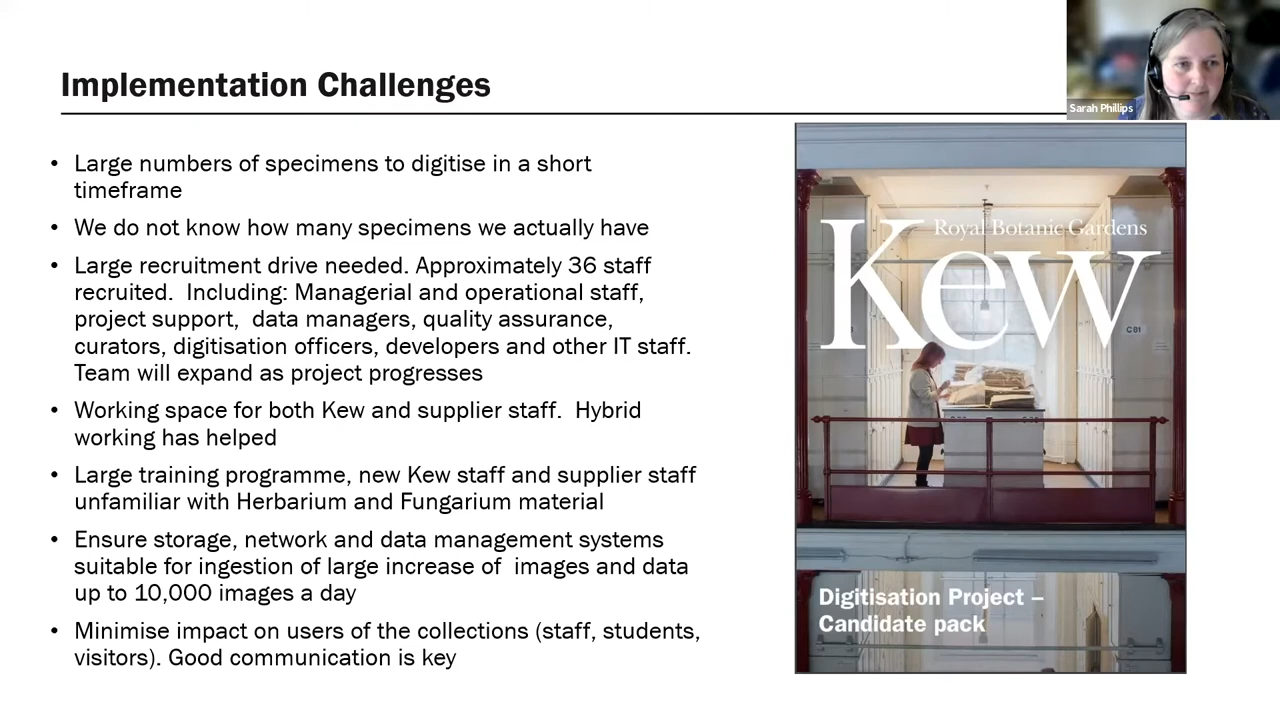 Implementation Challenges
Sarah Phillips
• Large numbers of specimens to digitise in a short
timeframe
• We do not know how many specimens we actually have
• Large recruitment drive needed. Approximately 36 staff
recruited.  Including: Managerial and operational staff,
project support,  data managers, quality assurance,
curators, digitisation officers, developers and other IT staff.
Team will expand as project progresses
• Working space for both Kew and supplier staff.  Hybrid
working has helped
• Large training programme, new Kew staff and supplier staff
unfamiliar with Herbarium and Fungarium material
• Ensure storage, network and data management systems
suitable for ingestion of large increase of  images and data
up to 10,000 images a day
• Minimise impact on users of the collections (staff, students,
visitors). Good communication is key
Royal Botanic Gardens
Kew
C81
Digitisation Project –
Candidate pack